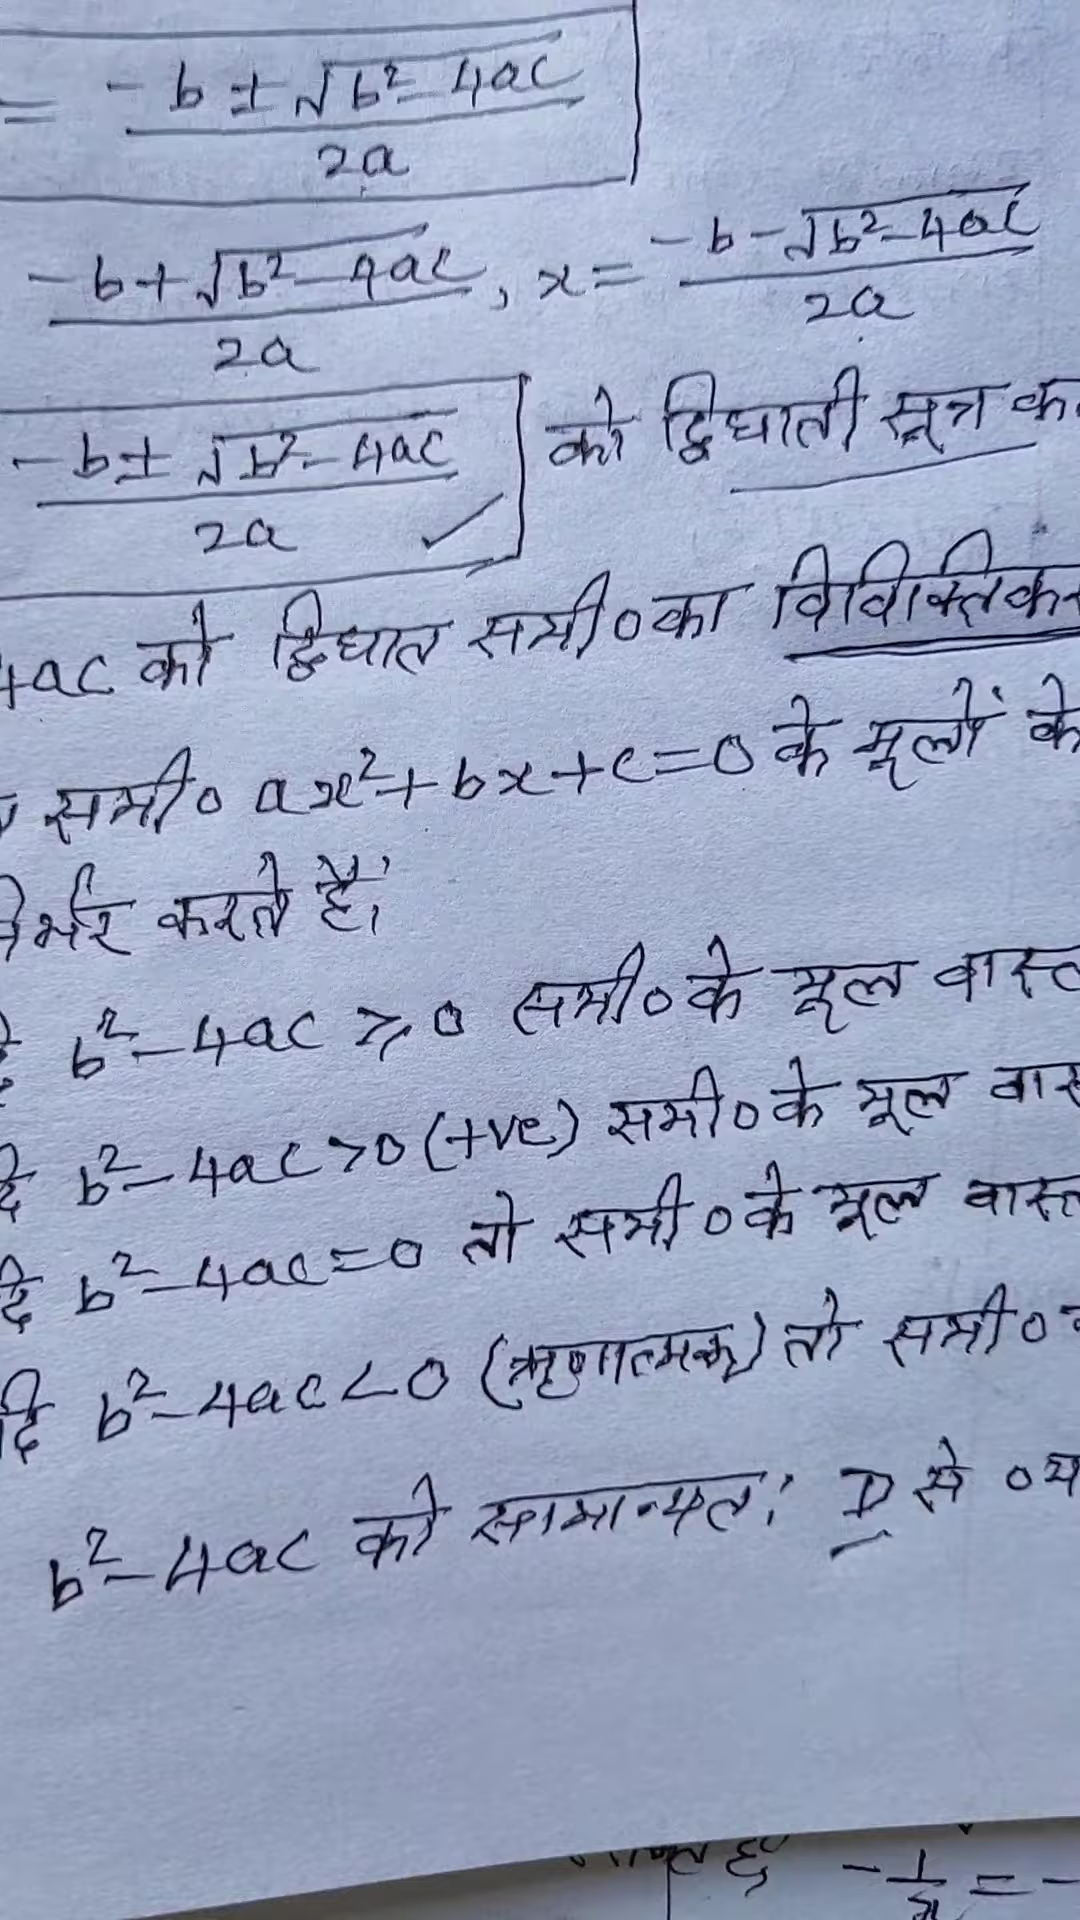 = -b ± √b²-4ac / 2a
-b+√b²-4ac / 2a, x = -b-√b²-4ac / 2a
-b± √b²-4ac / 2a ✓ को द्विघाती सूत्र क
4ac को द्विघात समी० का विविक्तिक
समी० ax²+bx+c=0 के मूलों के
निर्भर करते है।
b²-4ac ≥ 0 समी० के मूल वास्त
b²-4ac>0 (+ve) समी० के मूल वास
b²-4ac=0 तो समी० के मूल वास्त
दि b²-4ac<0 (ऋणात्मक) तो समी०
b²-4ac को सामान्यत: D से ०य
-1/x = -